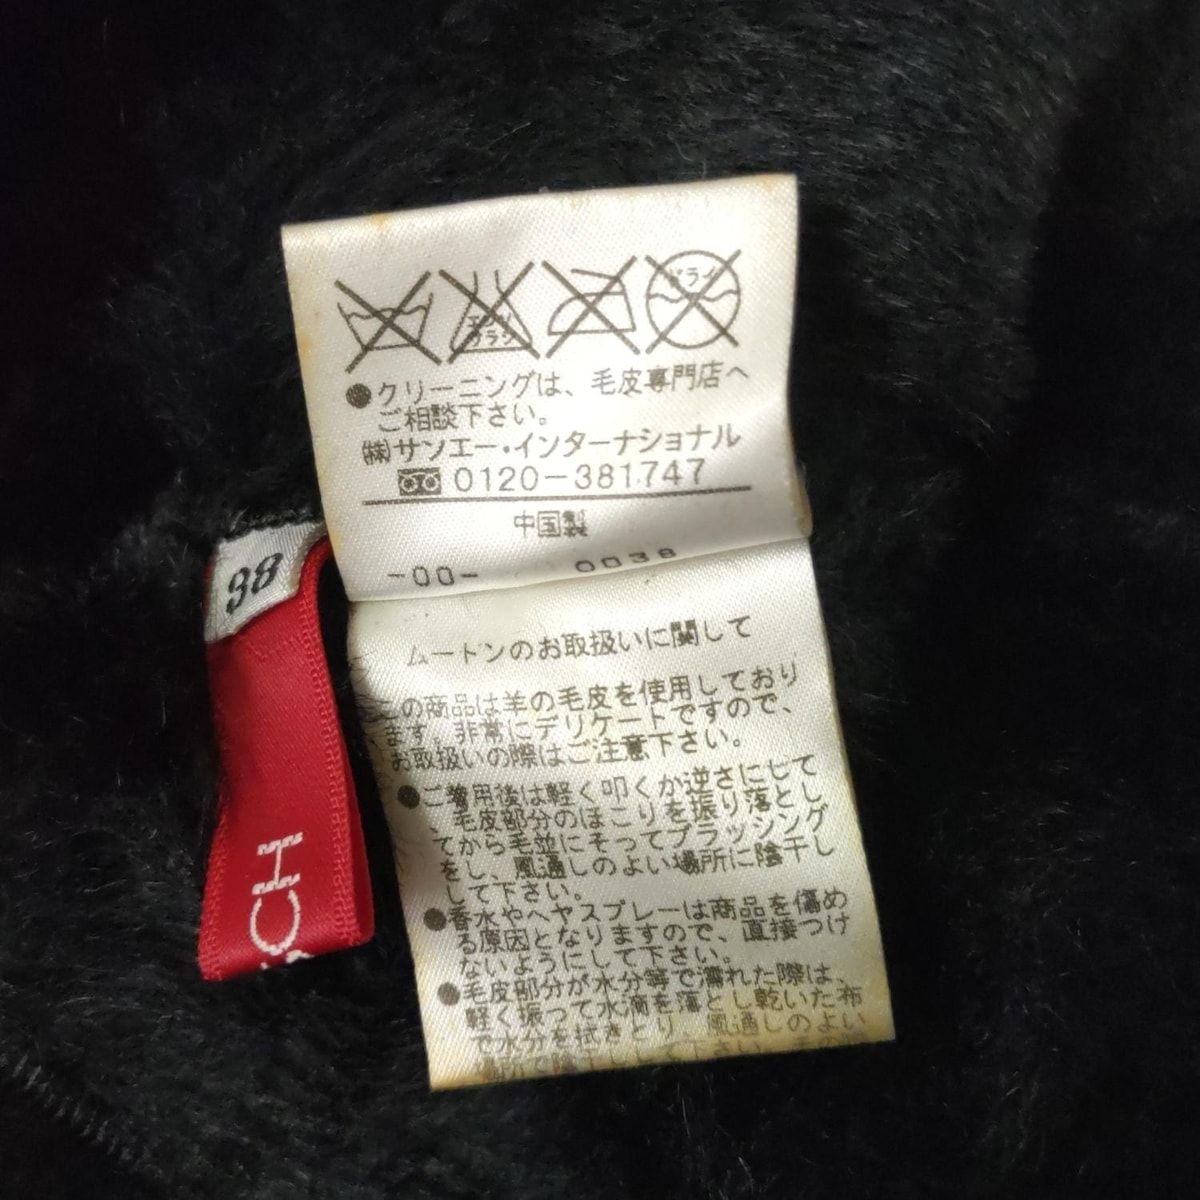 エンソ
ドライ
●クリーニングは、毛皮専門店へ
ご相談下さい。
㈱サンエー・インターナショナル
0120-381747
中国製
-00- 0038
38
CH
ムートンのお取扱いに関して
この商品は羊の毛皮を使用しており
ます。非常にデリケートですので、
お取扱いの際はご注意下さい。
●ご着用後は軽く叩くか逆さにして
、毛皮部分のほこりを振り落とし
てから毛並にそってブラッシング
をし、風通しのよい場所に陰干し
して下さい。
●香水やヘヤスプレーは商品を傷め
る原因となりますので、直接つけ
ないようにして下さい。
●毛皮部分が水分等で濡れた際は、
軽く振って水滴を落とし乾いた布
で水分を拭きとり、風通しのよい